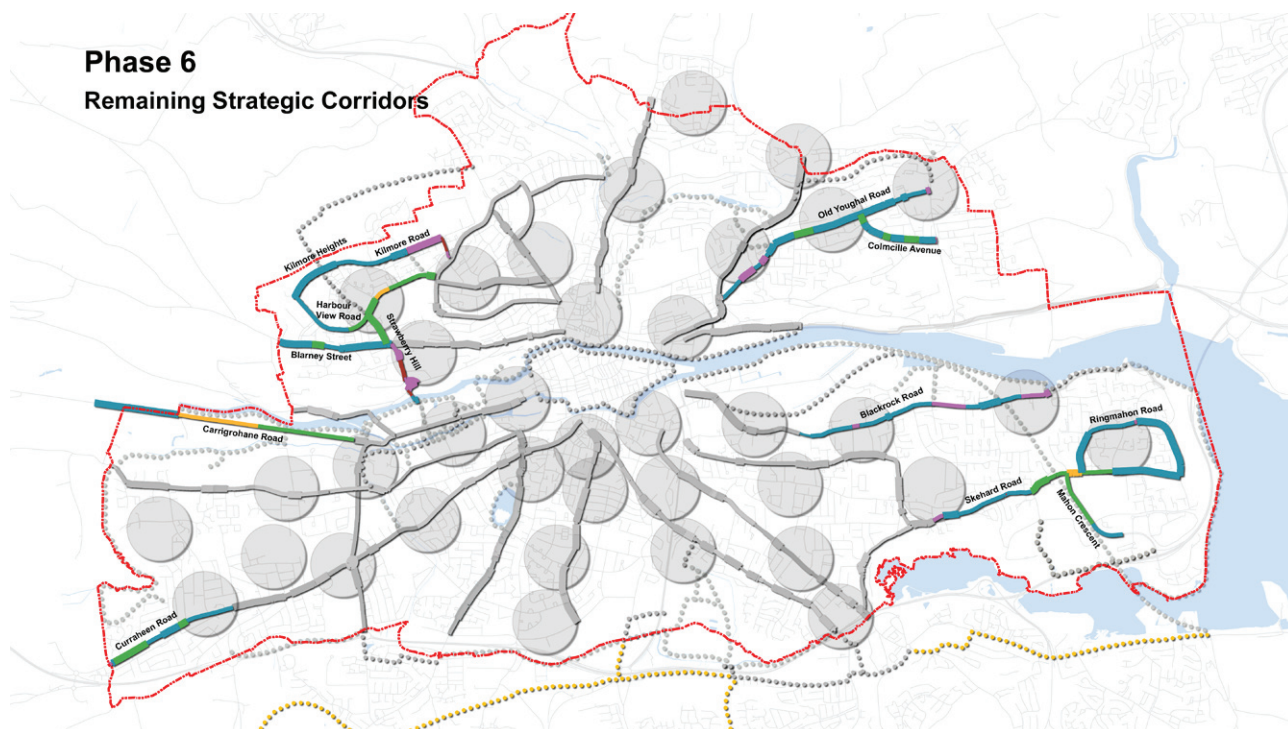 Phase 6
Remaining Strategic Corridors
Old Youghal Road
Colmcille Avenue
Kilmore Heights
Kilmore Road
Harbour
View Road
Strawberry Hill
Blarney Street
Carrigrohane Road
Blackrock Road
Ringmahon Road
Skehard Road
Mahon Crescent
Curraheen Road